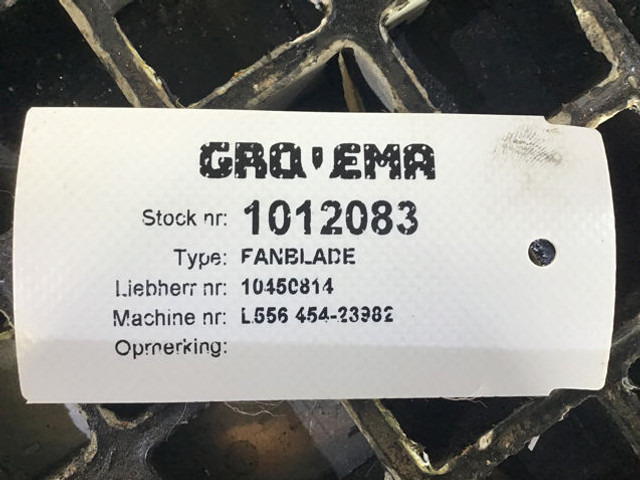 GRO'EMA
Stock nr: 1012083
Type: FANBLADE
Liebherr nr: 10450814
Machine nr: L556 454-23982
Opmerking: